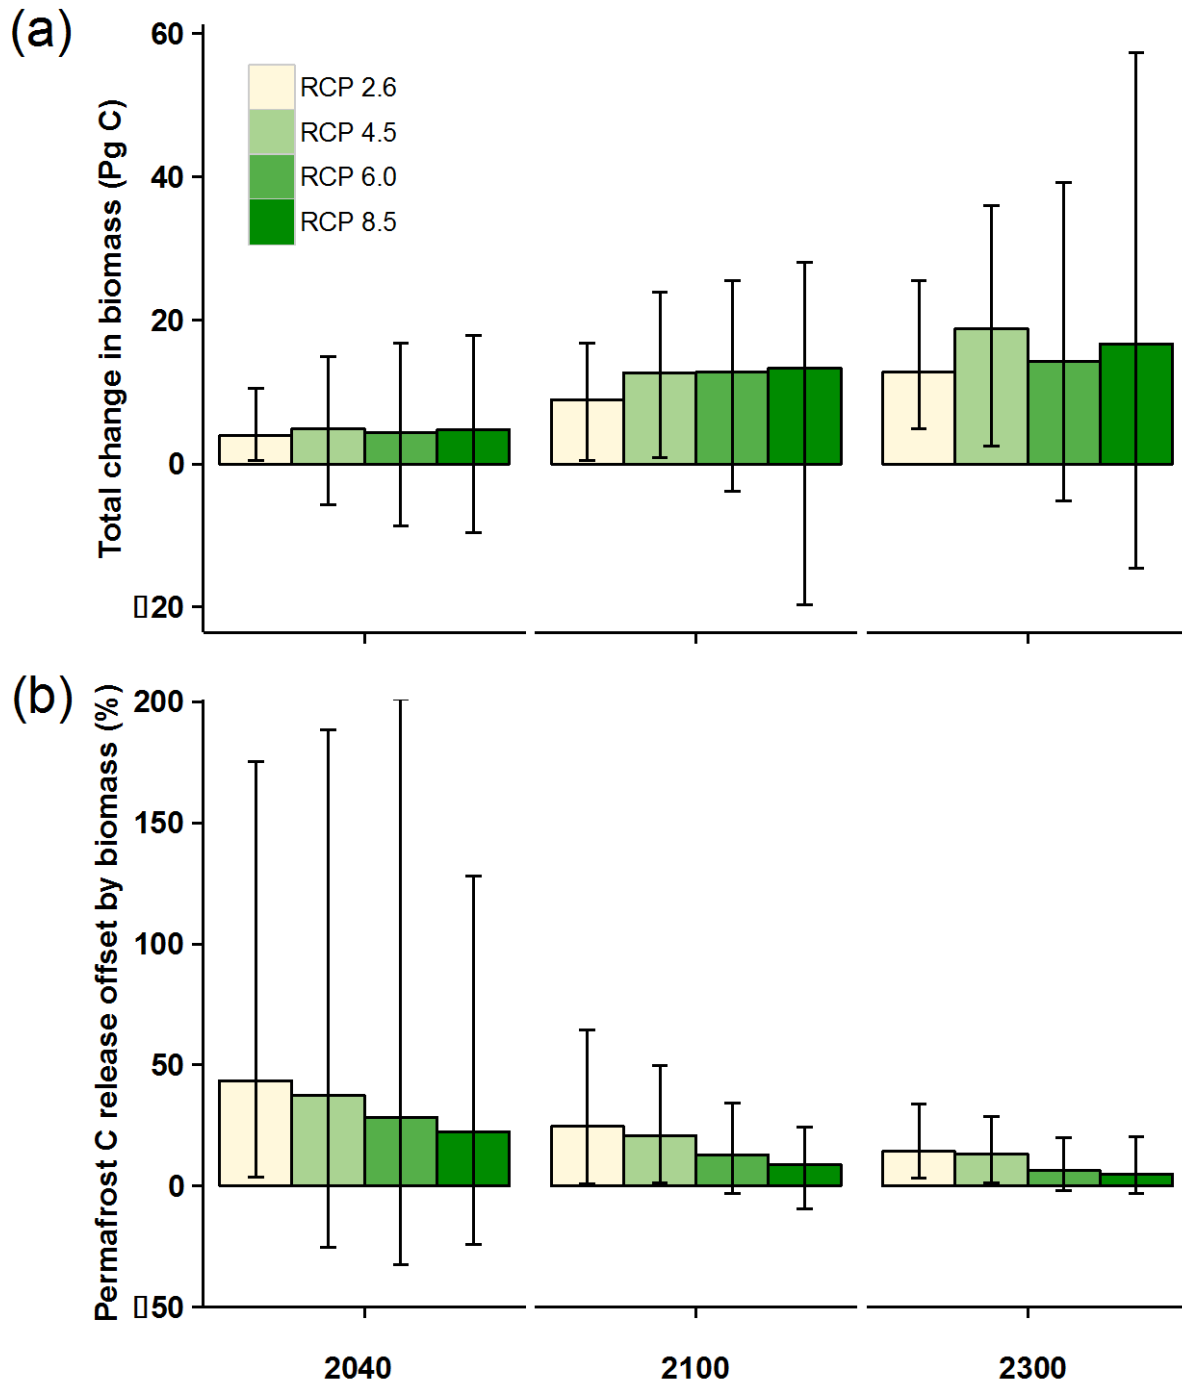 (a)
Total change in biomass (Pg C)
60
40
20
0
▯20
RCP 2.6
RCP 4.5
RCP 6.0
RCP 8.5
(b)
Permafrost C release offset by biomass (%)
200
150
100
50
0
▯50
2040 2100 2300